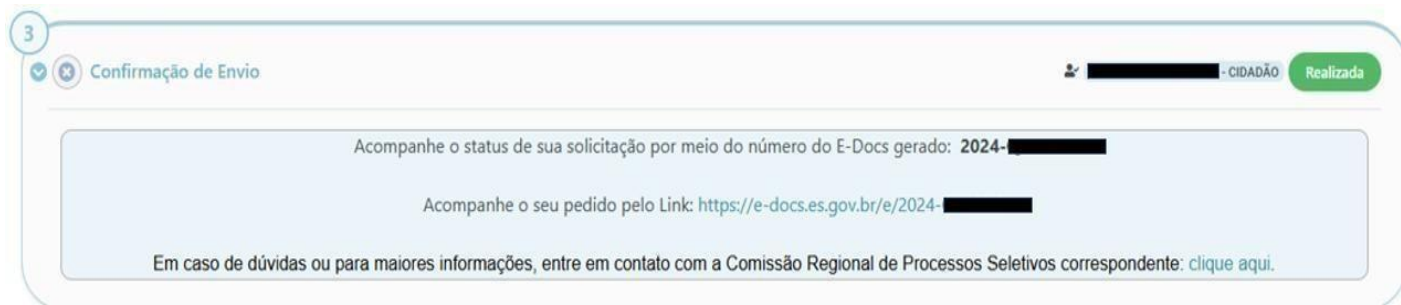 3
Confirmação de Envio
- CIDADÃO
Realizada
Acompanhe o status de sua solicitação por meio do número do E-Docs gerado: 2024-
Acompanhe o seu pedido pelo Link: https://e-docs.es.gov.br/e/2024-
Em caso de dúvidas ou para maiores informações, entre em contato com a Comissão Regional de Processos Seletivos correspondente: clique aqui.